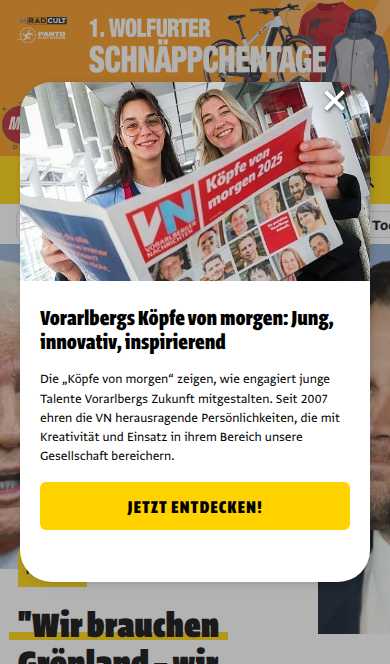 RADCULT
PANTO
1. WOLFURTER
SCHNÄPPCHENTAGE
M
Köpfe von
morgen 2025
VN
VORARLBERGER
NACHRICHTEN
Too
Vorarlbergs Köpfe von morgen: Jung,
innovativ, inspirierend
Die „Köpfe von morgen“ zeigen, wie engagiert junge
Talente Vorarlbergs Zukunft mitgestalten. Seit 2007
ehren die VN herausragende Persönlichkeiten, die mit
Kreativität und Einsatz in ihrem Bereich unsere
Gesellschaft bereichern.
JETZT ENTDECKEN!
"Wir brauchen
Grönland – wir